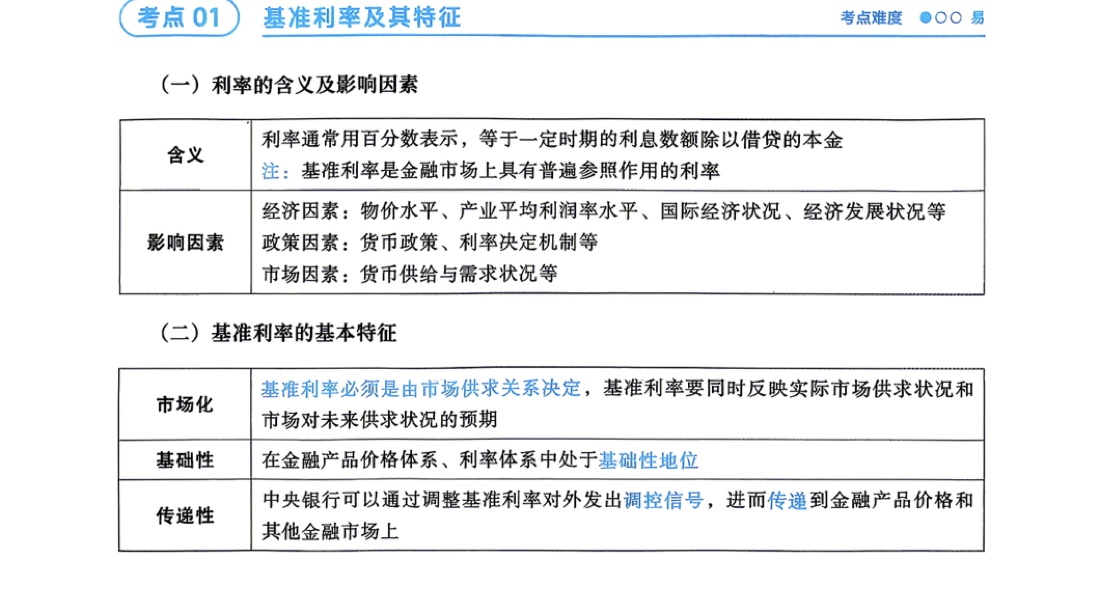 考点 01 基准利率及其特征 考点难度 ●○○ 易
（一）利率的含义及影响因素
含义
利率通常用百分数表示，等于一定时期的利息数额除以借贷的本金
注：基准利率是金融市场上具有普遍参照作用的利率
影响因素
经济因素：物价水平、产业平均利润率水平、国际经济状况、经济发展状况等
政策因素：货币政策、利率决定机制等
市场因素：货币供给与需求状况等
（二）基准利率的基本特征
市场化
基准利率必须是由市场供求关系决定，基准利率要同时反映实际市场供求状况和
市场对未来供求状况的预期
基础性
在金融产品价格体系、利率体系中处于基础性地位
传递性
中央银行可以通过调整基准利率对外发出调控信号，进而传递到金融产品价格和
其他金融市场上